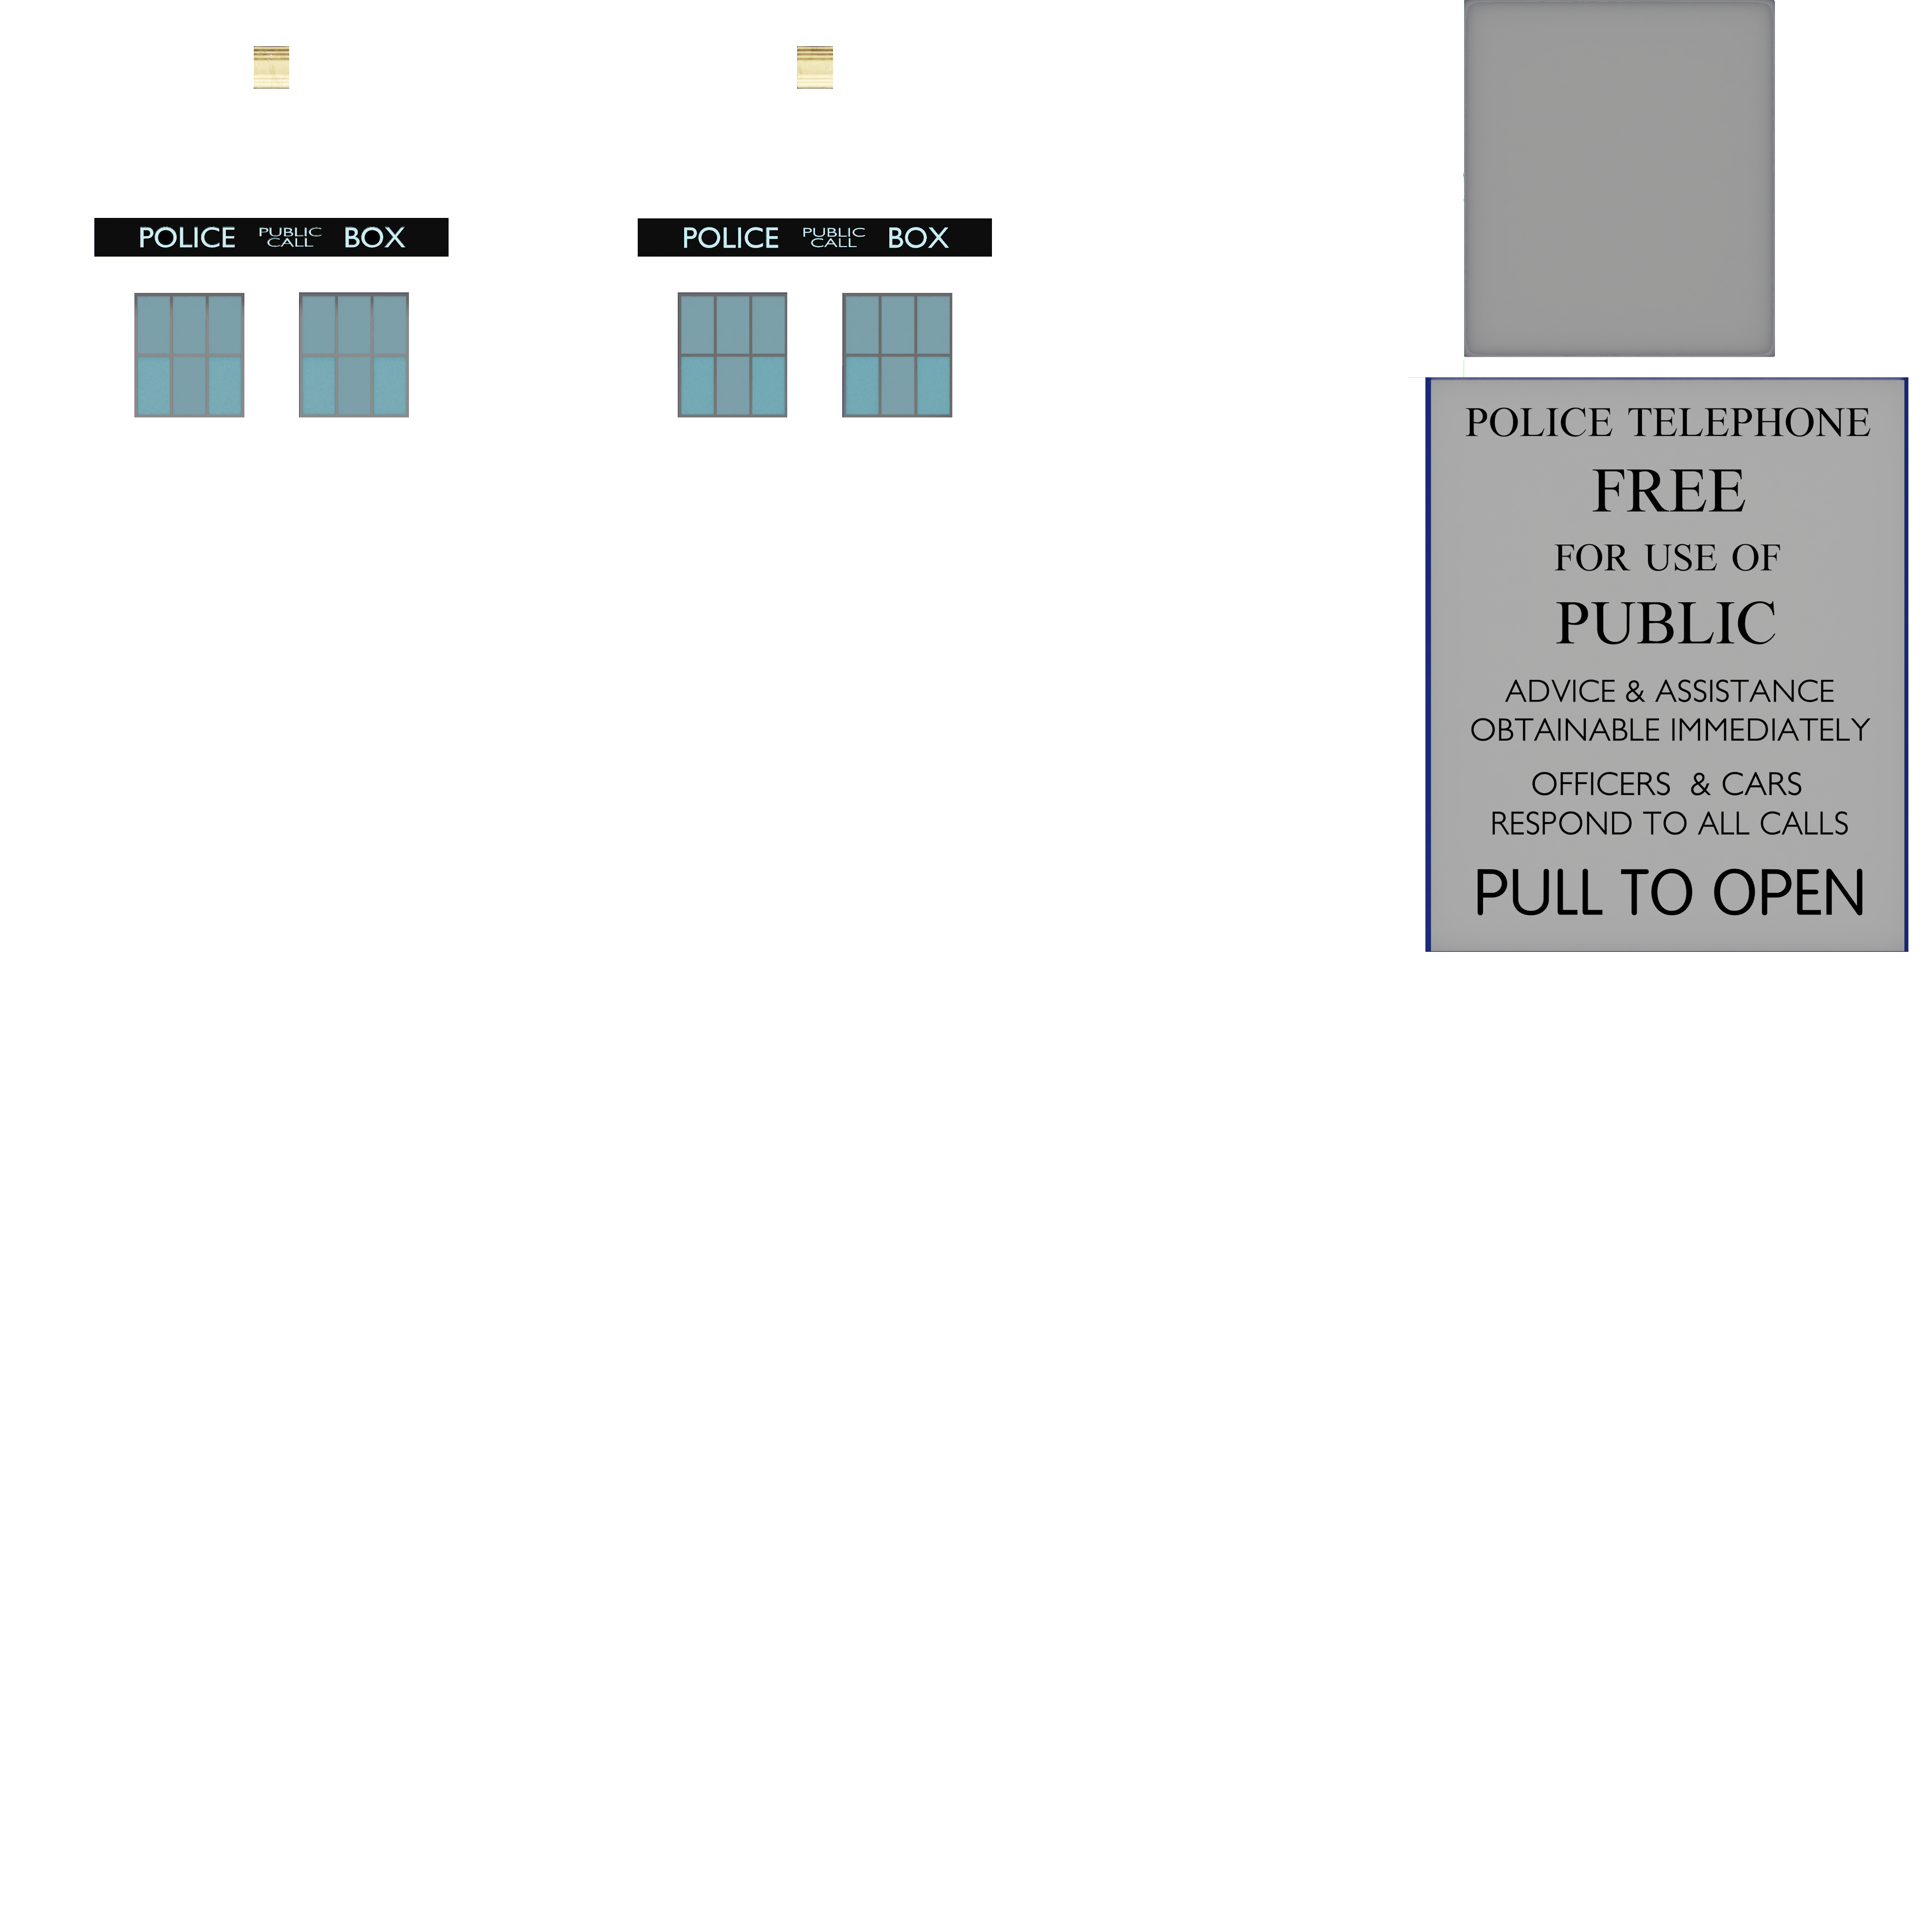 POLICE PUBLIC CALL BOX
POLICE PUBLIC CALL BOX
POLICE TELEPHONE
FREE
FOR USE OF
PUBLIC
ADVICE & ASSISTANCE
OBTAINABLE IMMEDIATELY
OFFICERS & CARS
RESPOND TO ALL CALLS
PULL TO OPEN